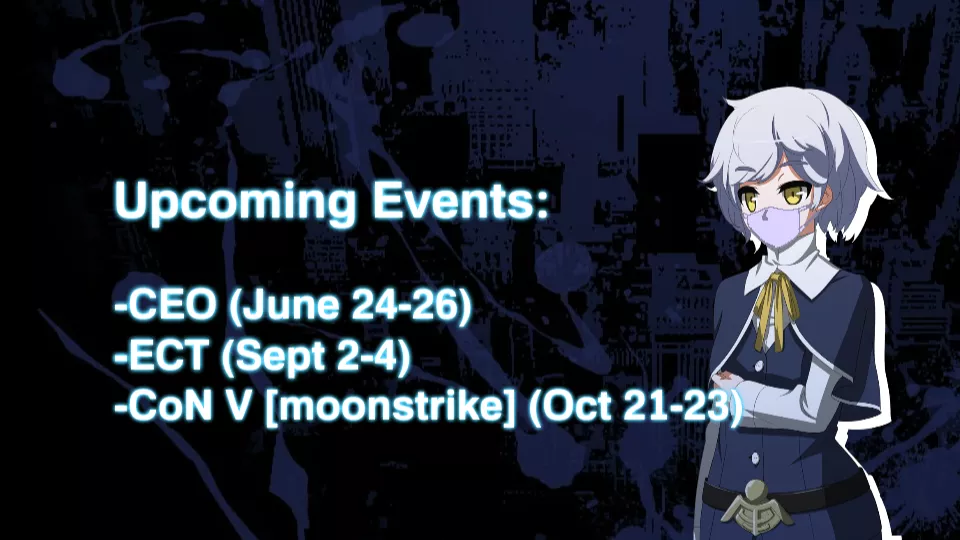 Upcoming Events:
-CEO (June 24-26)
-ECT (Sept 2-4)
-CoN V [moonstrike] (Oct 21-23)